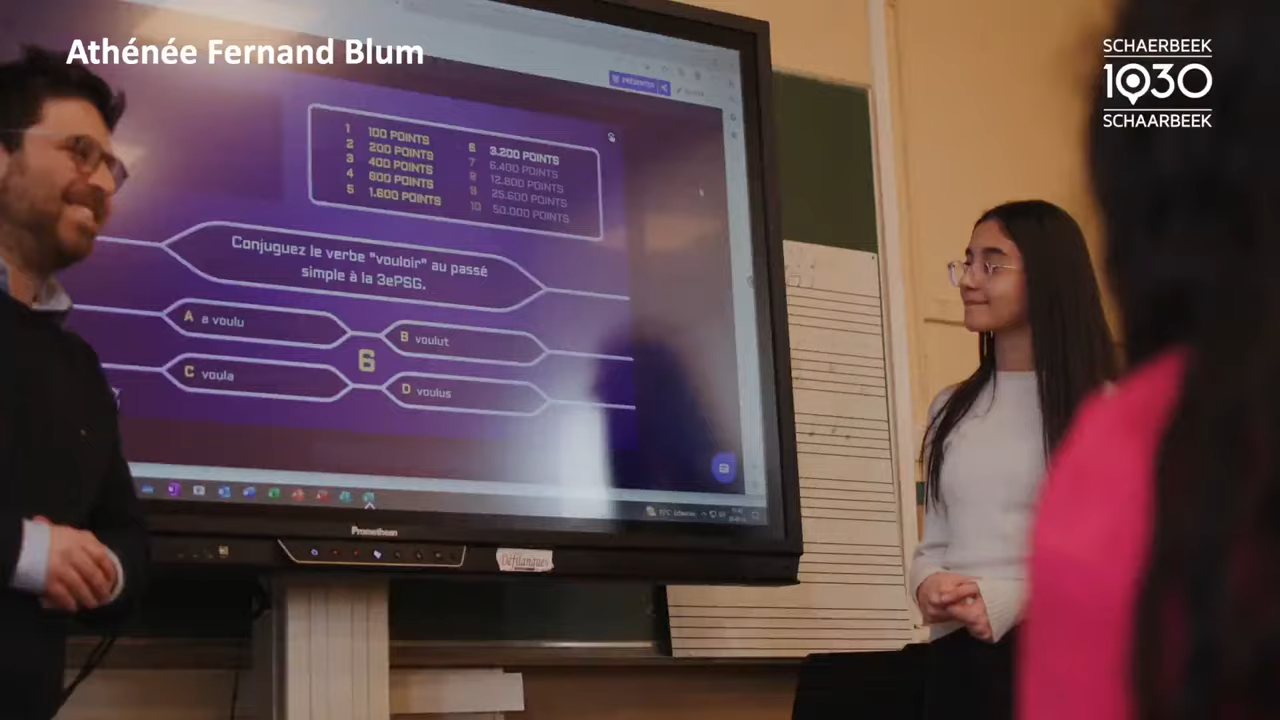 Athénée Fernand Blum
SCHAERBEEK
1030
SCHAARBEEK
PRÉSENTER
1 100 POINTS
2 200 POINTS
3 400 POINTS
4 800 POINTS
5 1.600 POINTS
6 3.200 POINTS
7 6.400 POINTS
8 12.800 POINTS
9 25.600 POINTS
10 50.000 POINTS
Conjuguez le verbe "vouloir" au passé
simple à la 3ePSG.
A a voulu
B voulut
6
C voula
D voulus
Promethean
Défilangues